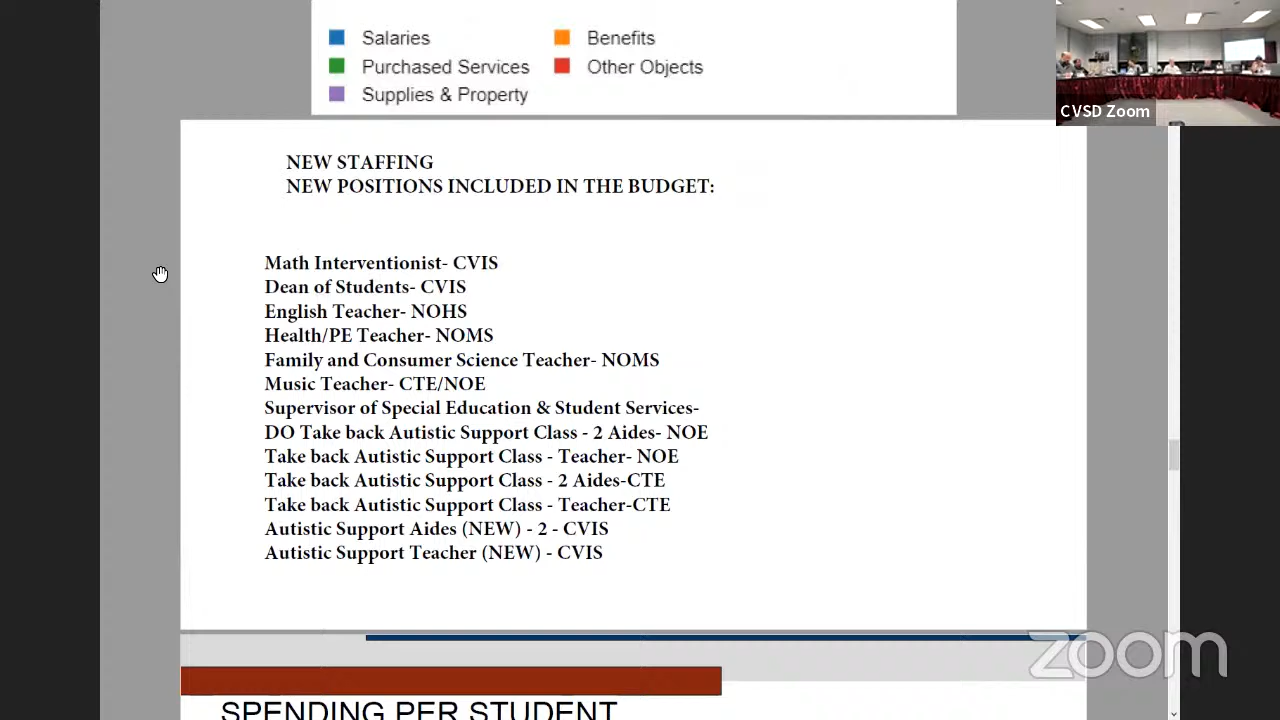 Salaries
Benefits
Purchased Services
Other Objects
Supplies & Property
CVSD Zoom
NEW STAFFING
NEW POSITIONS INCLUDED IN THE BUDGET:
Math Interventionist- CVIS
Dean of Students- CVIS
English Teacher- NOHS
Health/PE Teacher- NOMS
Family and Consumer Science Teacher- NOMS
Music Teacher- CTE/NOE
Supervisor of Special Education & Student Services-
DO Take back Autistic Support Class - 2 Aides- NOE
Take back Autistic Support Class - Teacher- NOE
Take back Autistic Support Class - 2 Aides-CTE
Take back Autistic Support Class - Teacher-CTE
Autistic Support Aides (NEW) - 2 - CVIS
Autistic Support Teacher (NEW) - CVIS
zoom
SPENDING PER STUDENT